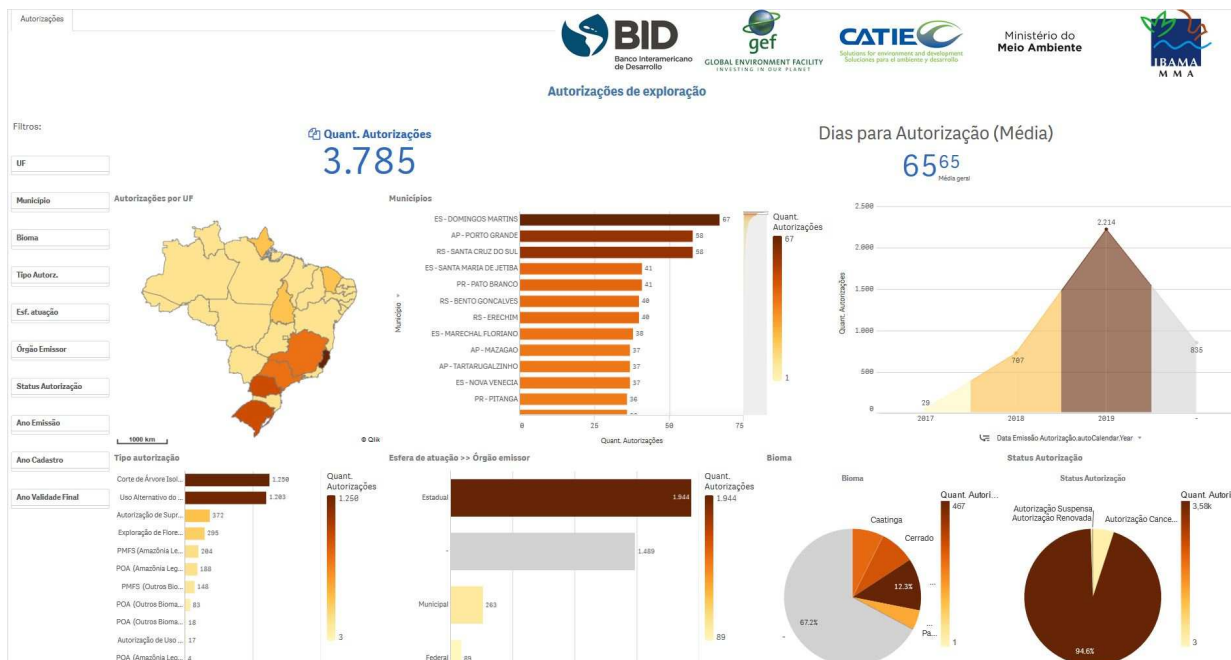 Autorizações
BID
Banco Interamericano
de Desarrollo
gef
GLOBAL ENVIRONMENT FACILITY
INVESTING IN OUR PLANET
CATIE
Solutions for environment and development
Soluciones para el ambiente y desarrollo
Ministério do
Meio Ambiente
IBAMA
M M A
Autorizações de exploração
Filtros:
UF
Município
Bioma
Tipo Autorz.
Esf. atuação
Órgão Emissor
Status Autorização
Ano Emissão
Ano Cadastro
Ano Validade Final
Quant. Autorizações
3.785
Dias para Autorização (Média)
65
65
Média geral
Autorizações por UF
1000 km
© Qlik
Municípios
Município
ES - DOMINGOS MARTINS 67
AP - PORTO GRANDE 58
RS - SANTA CRUZ DO SUL 58
ES - SANTA MARIA DE JETIBA 41
PR - PATO BRANCO 41
RS - BENTO GONCALVES 40
RS - ERECHIM 40
ES - MARECHAL FLORIANO 38
AP - MAZAGAO 37
AP - TARTARUGALZINHO 37
ES - NOVA VENECIA 37
PR - PITANGA 36
0 25 50 75
Quant. Autorizações
Quant.
Autorizações
67
1
Quant. Autorizações
2.500
2.000
1.500
1.000
500
0
29
707
2.214
835
2017 2018 2019 -
Data Emissão Autorização.autoCalendar.Year
Tipo autorização
Corte de Árvore Isol... 1.250
Uso Alternativo do ... 1.203
Autorização de Supr... 372
Exploração de Flore... 295
PMFS (Amazônia Le... 204
POA (Amazônia Leg... 188
PMFS (Outros Bio... 148
POA (Outros Bioma... 83
POA (Outros Bioma... 18
Autorização de Uso ... 17
POA (Amazônia Leg... 4
Quant.
Autorizações
1.250
3
Esfera de atuação >> Órgão emissor
Estadual 1.944
- 1.489
Municipal 263
Federal 89
Quant.
Autorizações
1.944
89
Bioma
Bioma
Caatinga
Cerrado
...
...
Pa...
-
12.3%
67.2%
Quant. Autori...
467
1
Status Autorização
Status Autorização
Autorização Suspensa
Autorização Renovada
Autorização Cance...
94.6%
Quant. Autori
3,58k
3